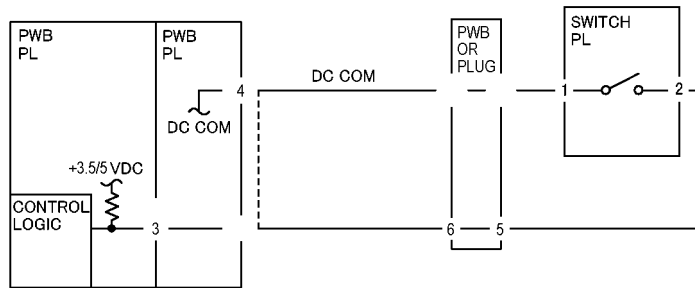 PWB
PL
PWB
PL
4
DC COM
+3.5/5 VDC
CONTROL
LOGIC
3
DC COM
PWB
OR
PLUG
6
5
SWITCH
PL
1
2